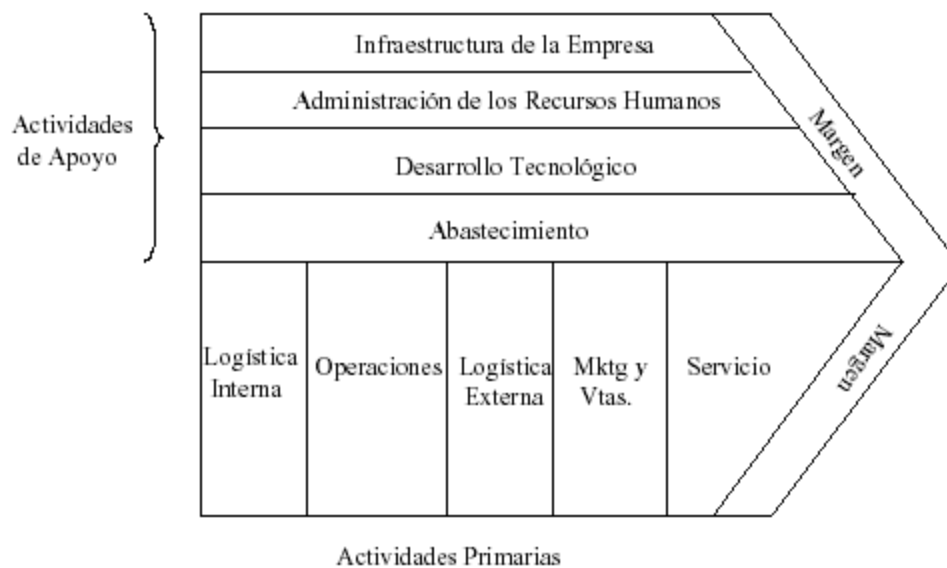 Infraestructura de la Empresa
Administración de los Recursos Humanos
Actividades
de Apoyo
Desarrollo Tecnológico
Abastecimiento
Margen
Logística
Interna
Operaciones
Logística
Externa
Mktg y
Vtas.
Servicio
Margen
Actividades Primarias